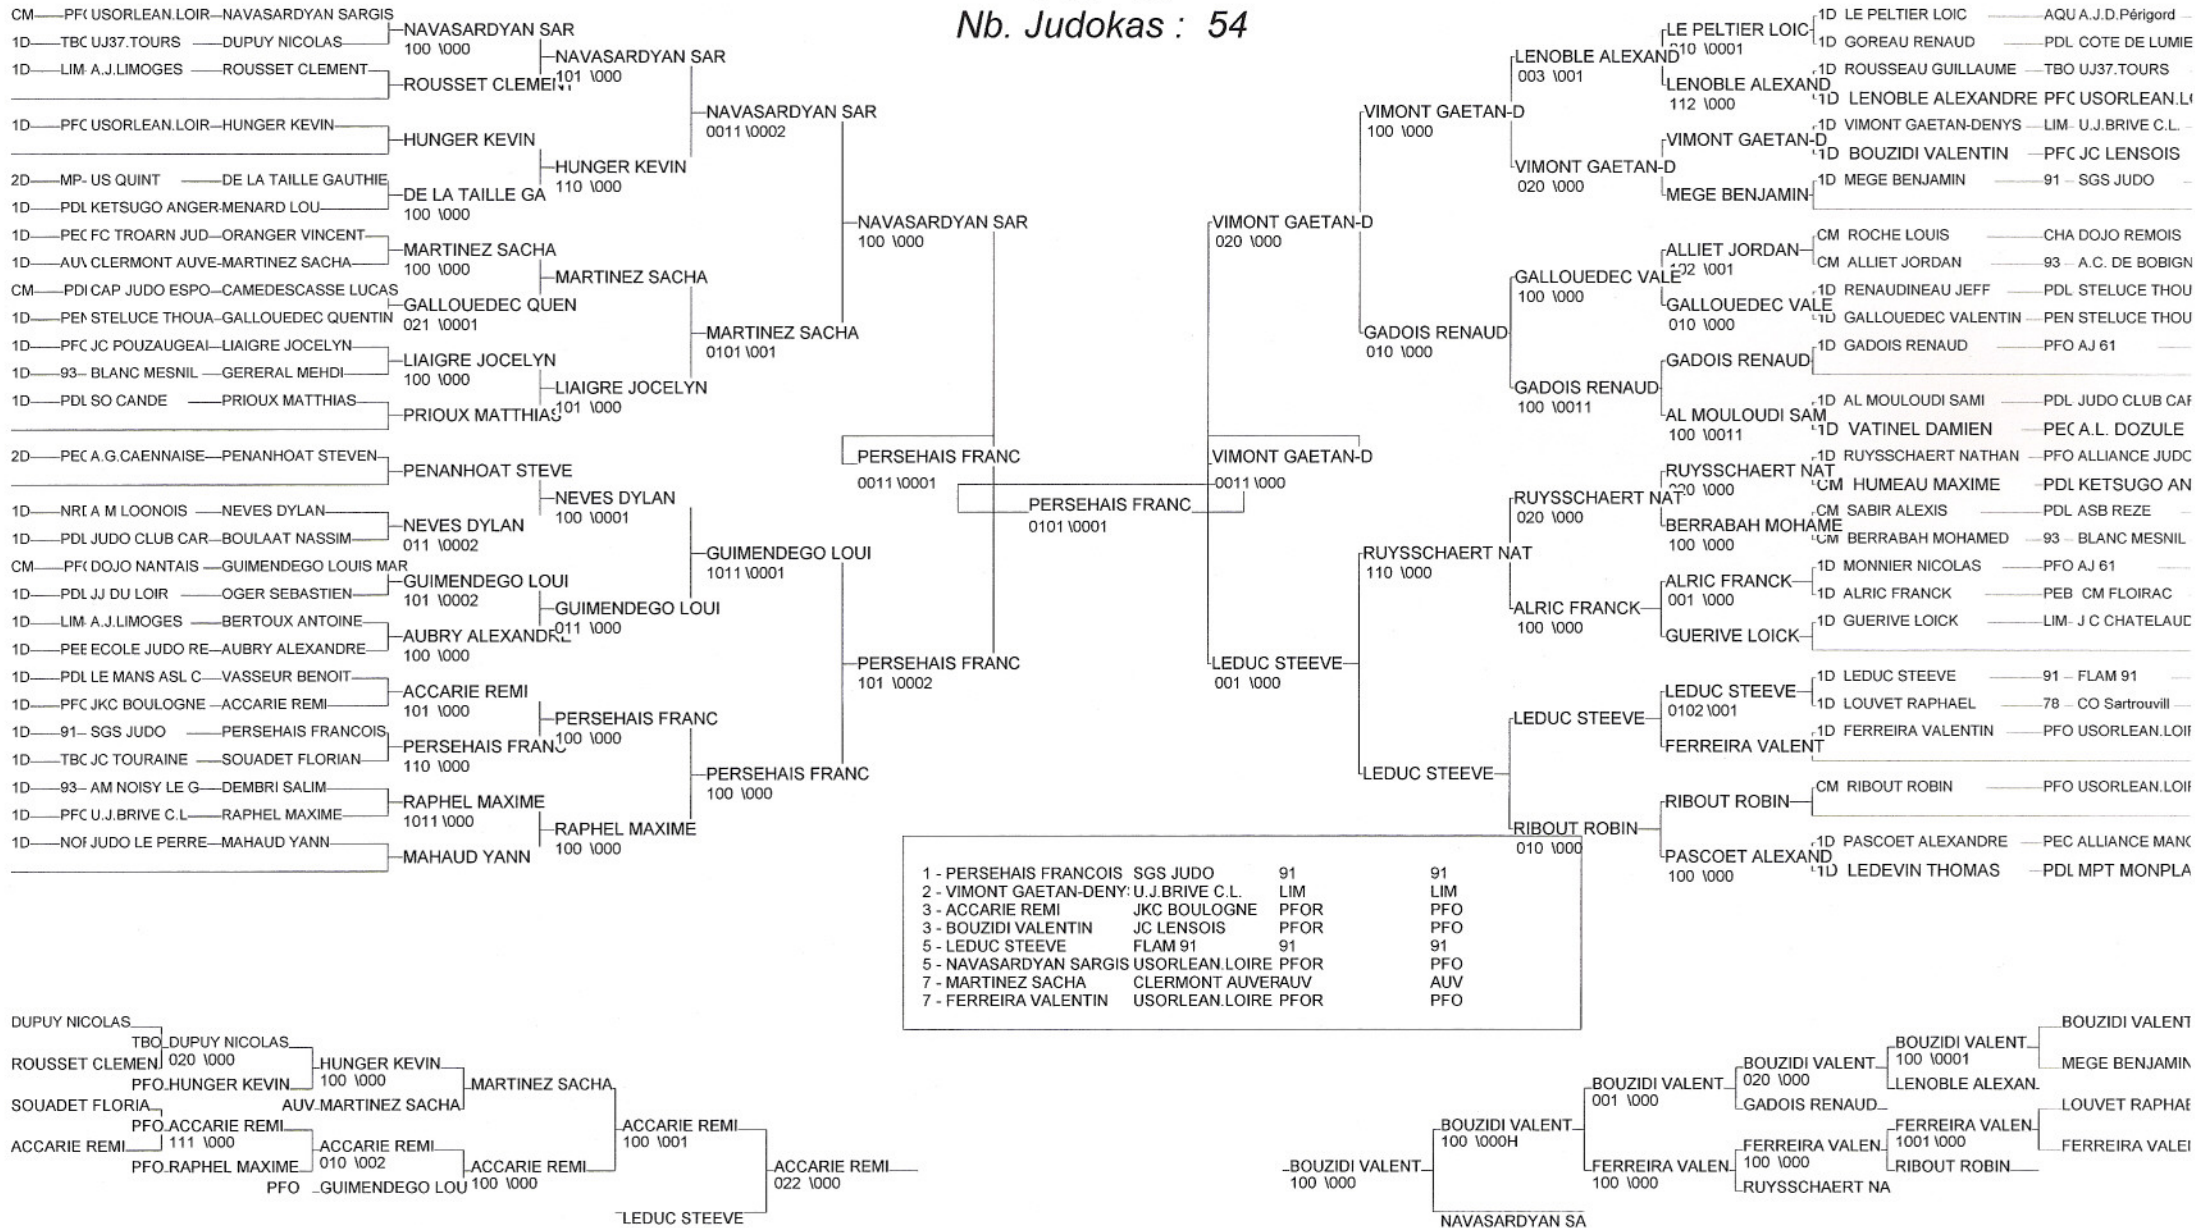 Nb. Judokas : 54
CM PF( USORLEAN.LOIR NAVASARDYAN SARGIS
1D TBC UJ37.TOURS DUPUY NICOLAS
1D LIM A.J.LIMOGES ROUSSET CLEMENT
1D PFC USORLEAN.LOIR HUNGER KEVIN
2D MP- US QUINT DE LA TAILLE GAUTHIE
1D PDL KETSUGO ANGER MENARD LOU
1D PEC FC TROARN JUD ORANGER VINCENT
1D AU\ CLERMONT AUVE MARTINEZ SACHA
CM PDI CAP JUDO ESPO CAMEDESCASSE LUCAS
1D PEN STELUCE THOUA GALLOUEDEC QUENTIN
1D PFC JC POUZAUGEAI LIAIGRE JOCELYN
1D 93 BLANC MESNIL GERERAL MEHDI
1D PDL SO CANDE PRIOUX MATTHIAS
2D PEC A.G.CAENNAISE PENANHOAT STEVEN
1D NRD A M LOONOIS NEVES DYLAN
1D PDL JUDO CLUB CAR BOULAAT NASSIM
CM PF( DOJO NANTAIS GUIMENDEGO LOUIS MAR
1D PDL JJ DU LOIR OGER SEBASTIEN
1D LIM A.J.LIMOGES BERTOUX ANTOINE
1D PEE ECOLE JUDO RE AUBRY ALEXANDRE
1D PDL LE MANS ASL C VASSEUR BENOIT
1D PFC JKC BOULOGNE ACCARIE REMI
1D 91 SGS JUDO PERSEHAIS FRANCOIS
1D TBC JC TOURAINE SOUADET FLORIAN
1D 93 AM NOISY LE G DEMBRI SALIM
1D PFC U.J.BRIVE C.L RAPHEL MAXIME
1D NOF JUDO LE PERRE MAHAUD YANN
NAVASARDYAN SAR
100 \000
ROUSSET CLEMENT
HUNGER KEVIN
DE LA TAILLE GA
100 \000
MARTINEZ SACHA
100 \000
GALLOUEDEC QUEN
021 \0001
LIAIGRE JOCELYN
100 \000
PRIOUX MATTHIAS
PENANHOAT STEVE
NEVES DYLAN
011 \0002
GUIMENDEGO LOUI
101 \0002
AUBRY ALEXANDRE
100 \000
ACCARIE REMI
101 \000
PERSEHAIS FRANC
110 \000
RAPHEL MAXIME
1011 \000
MAHAUD YANN
NAVASARDYAN SAR
101 \000
HUNGER KEVIN
110 \000
MARTINEZ SACHA
LIAIGRE JOCELYN
101 \000
NEVES DYLAN
100 \0001
GUIMENDEGO LOUI
011 \000
PERSEHAIS FRANC
100 \000
RAPHEL MAXIME
100 \000
NAVASARDYAN SAR
0011 \0002
MARTINEZ SACHA
0101 \001
GUIMENDEGO LOUI
1011 \0001
PERSEHAIS FRANC
100 \000
NAVASARDYAN SAR
100 \000
PERSEHAIS FRANC
101 \0002
PERSEHAIS FRANC
0011 \0001
PERSEHAIS FRANC
0101 \0001
VIMONT GAETAN-D
0011 \000
VIMONT GAETAN-D
020 \000
LEDUC STEEVE
001 \000
VIMONT GAETAN-D
100 \000
GADOIS RENAUD
010 \000
RUYSSCHAERT NAT
110 \000
LEDUC STEEVE
LENOBLE ALEXAND
003 \001
VIMONT GAETAN-D
020 \000
GALLOUEDEC VALE
100 \000
GADOIS RENAUD
100 \0011
RUYSSCHAERT NAT
020 \000
ALRIC FRANCK
100 \000
LEDUC STEEVE
RIBOUT ROBIN
010 \000
LE PELTIER LOIC
010 \0001
LENOBLE ALEXAND
112 \000
VIMONT GAETAN-D
MEGE BENJAMIN
ALLIET JORDAN
102 \001
GALLOUEDEC VALE
010 \000
GADOIS RENAUD
AL MOULOUDI SAM
100 \0011
RUYSSCHAERT NAT
020 \000
BERRABAH MOHAME
100 \000
ALRIC FRANCK
001 \000
GUERIVE LOICK
LEDUC STEEVE
0102 \001
FERREIRA VALENT
RIBOUT ROBIN
PASCOET ALEXAND
100 \000
1D LE PELTIER LOIC AQU A.J.D.Périgord
1D GOREAU RENAUD PDL COTE DE LUMIE
1D ROUSSEAU GUILLAUME TBO UJ37.TOURS
1D LENOBLE ALEXANDRE PFC USORLEAN.L(
1D VIMONT GAETAN-DENYS LIM U.J.BRIVE C.L.
1D BOUZIDI VALENTIN PFC JC LENSOIS
1D MEGE BENJAMIN 91 SGS JUDO
CM ROCHE LOUIS CHA DOJO REMOIS
CM ALLIET JORDAN 93 A.C. DE BOBIGN
1D RENAUDINEAU JEFF PDL STELUCE THOU
1D GALLOUEDEC VALENTIN PEN STELUCE THOU
1D GADOIS RENAUD PFO AJ 61
1D AL MOULOUDI SAMI PDL JUDO CLUB CAF
1D VATINEL DAMIEN PEC A.L. DOZULE
1D RUYSSCHAERT NATHAN PFO ALLIANCE JUDC
CM HUMEAU MAXIME PDL KETSUGO AN
CM SABIR ALEXIS PDL ASB REZE
CM BERRABAH MOHAMED 93 BLANC MESNIL
1D MONNIER NICOLAS PFO AJ 61
1D ALRIC FRANCK PEB CM FLOIRAC
1D GUERIVE LOICK LIM J C CHATELAUD
1D LEDUC STEEVE 91 FLAM 91
1D LOUVET RAPHAEL 78 CO Sartrouvill
1D FERREIRA VALENTIN PFO USORLEAN.LOIF
CM RIBOUT ROBIN PFO USORLEAN.LOIF
1D PASCOET ALEXANDRE PEC ALLIANCE MANC
1D LEDEVIN THOMAS PDL MPT MONPLA
1 - PERSEHAIS FRANCOIS SGS JUDO 91 91
2 - VIMONT GAETAN-DENY: U.J.BRIVE C.L. LIM LIM
3 - ACCARIE REMI JKC BOULOGNE PFOR PFO
3 - BOUZIDI VALENTIN JC LENSOIS PFOR PFO
5 - LEDUC STEEVE FLAM 91 91 91
5 - NAVASARDYAN SARGIS USORLEAN.LOIRE PFOR PFO
7 - MARTINEZ SACHA CLERMONT AUVERAUV AUV
7 - FERREIRA VALENTIN USORLEAN.LOIRE PFOR PFO
DUPUY NICOLAS
ROUSSET CLEMEN
SOUADET FLORIA
ACCARIE REMI
TBO DUPUY NICOLAS
020 \000
PFO HUNGER KEVIN
PFO ACCARIE REMI
111 \000
PFO RAPHEL MAXIME
HUNGER KEVIN
100 \000
AUV MARTINEZ SACHA
ACCARIE REMI
010 \002
PFO GUIMENDEGO LOU
MARTINEZ SACHA
ACCARIE REMI
100 \000
ACCARIE REMI
100 \001
LEDUC STEEVE
ACCARIE REMI
022 \000
BOUZIDI VALENT
100 \000
BOUZIDI VALENT
100 \000H
NAVASARDYAN SA
BOUZIDI VALENT
001 \000
FERREIRA VALEN
100 \000
BOUZIDI VALENT
020 \000
GADOIS RENAUD
FERREIRA VALEN
100 \000
RUYSSCHAERT NA
BOUZIDI VALENT
100 \0001
LENOBLE ALEXAN
FERREIRA VALEN
1001 \000
RIBOUT ROBIN
BOUZIDI VALENT
MEGE BENJAMIN
LOUVET RAPHAE
FERREIRA VALEI